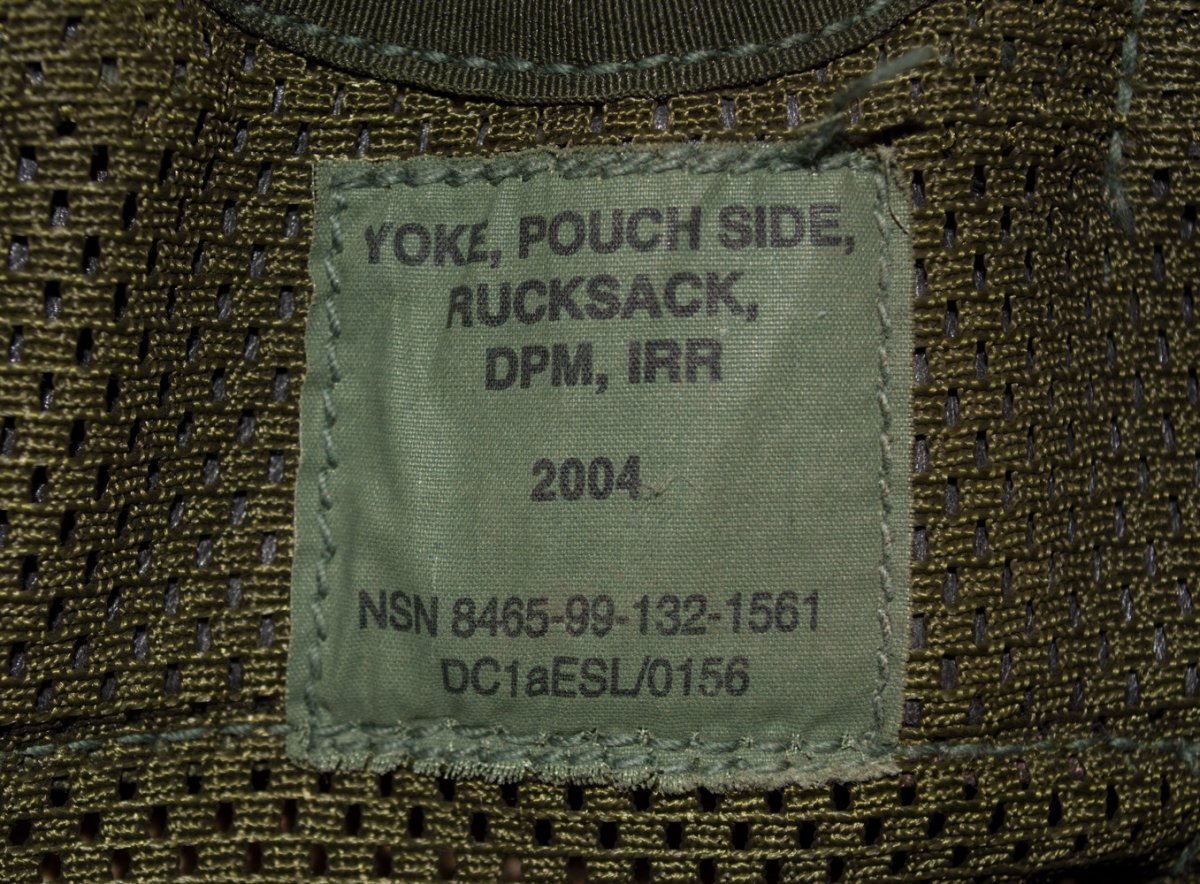 YOKE, POUCH SIDE,
RUCKSACK,
DPM, IRR
2004
NSN 8465-99-132-1561
DC1aESL/0156